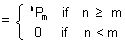 = { ⁿPₘ if n ≥ m
0 if n < m